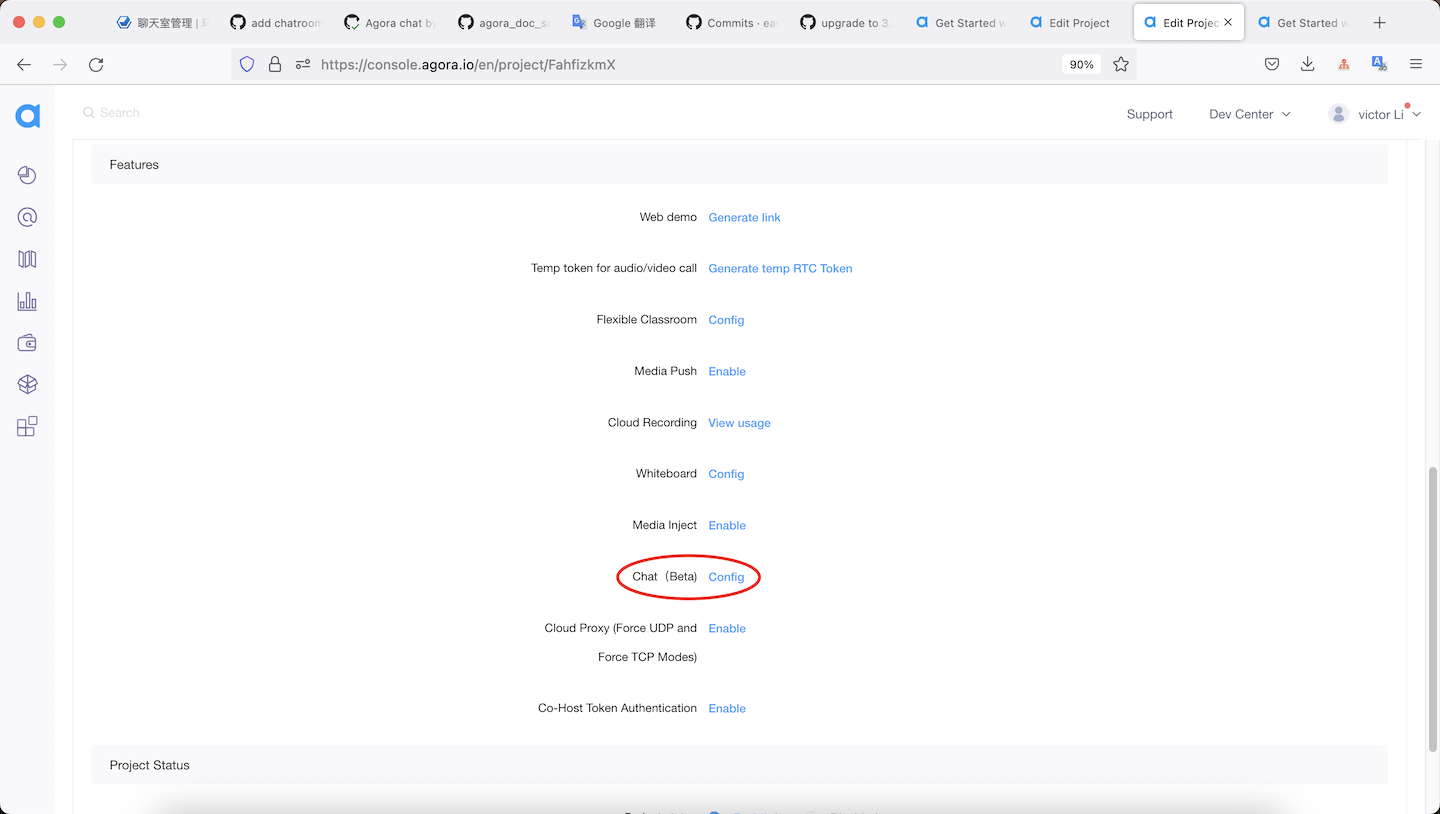 聊天室管理
add chatroom
Agora chat by
agora_doc_so
Google 翻译
Commits · eas
upgrade to 3.
Get Started w
Edit Project
Edit Projec
Get Started w
https://console.agora.io/en/project/FahfizkmX
90%
Search
Support
Dev Center
victor Li
Features
Web demo Generate link
Temp token for audio/video call Generate temp RTC Token
Flexible Classroom Config
Media Push Enable
Cloud Recording View usage
Whiteboard Config
Media Inject Enable
Chat（Beta) Config
Cloud Proxy (Force UDP and Enable
Force TCP Modes)
Co-Host Token Authentication Enable
Project Status